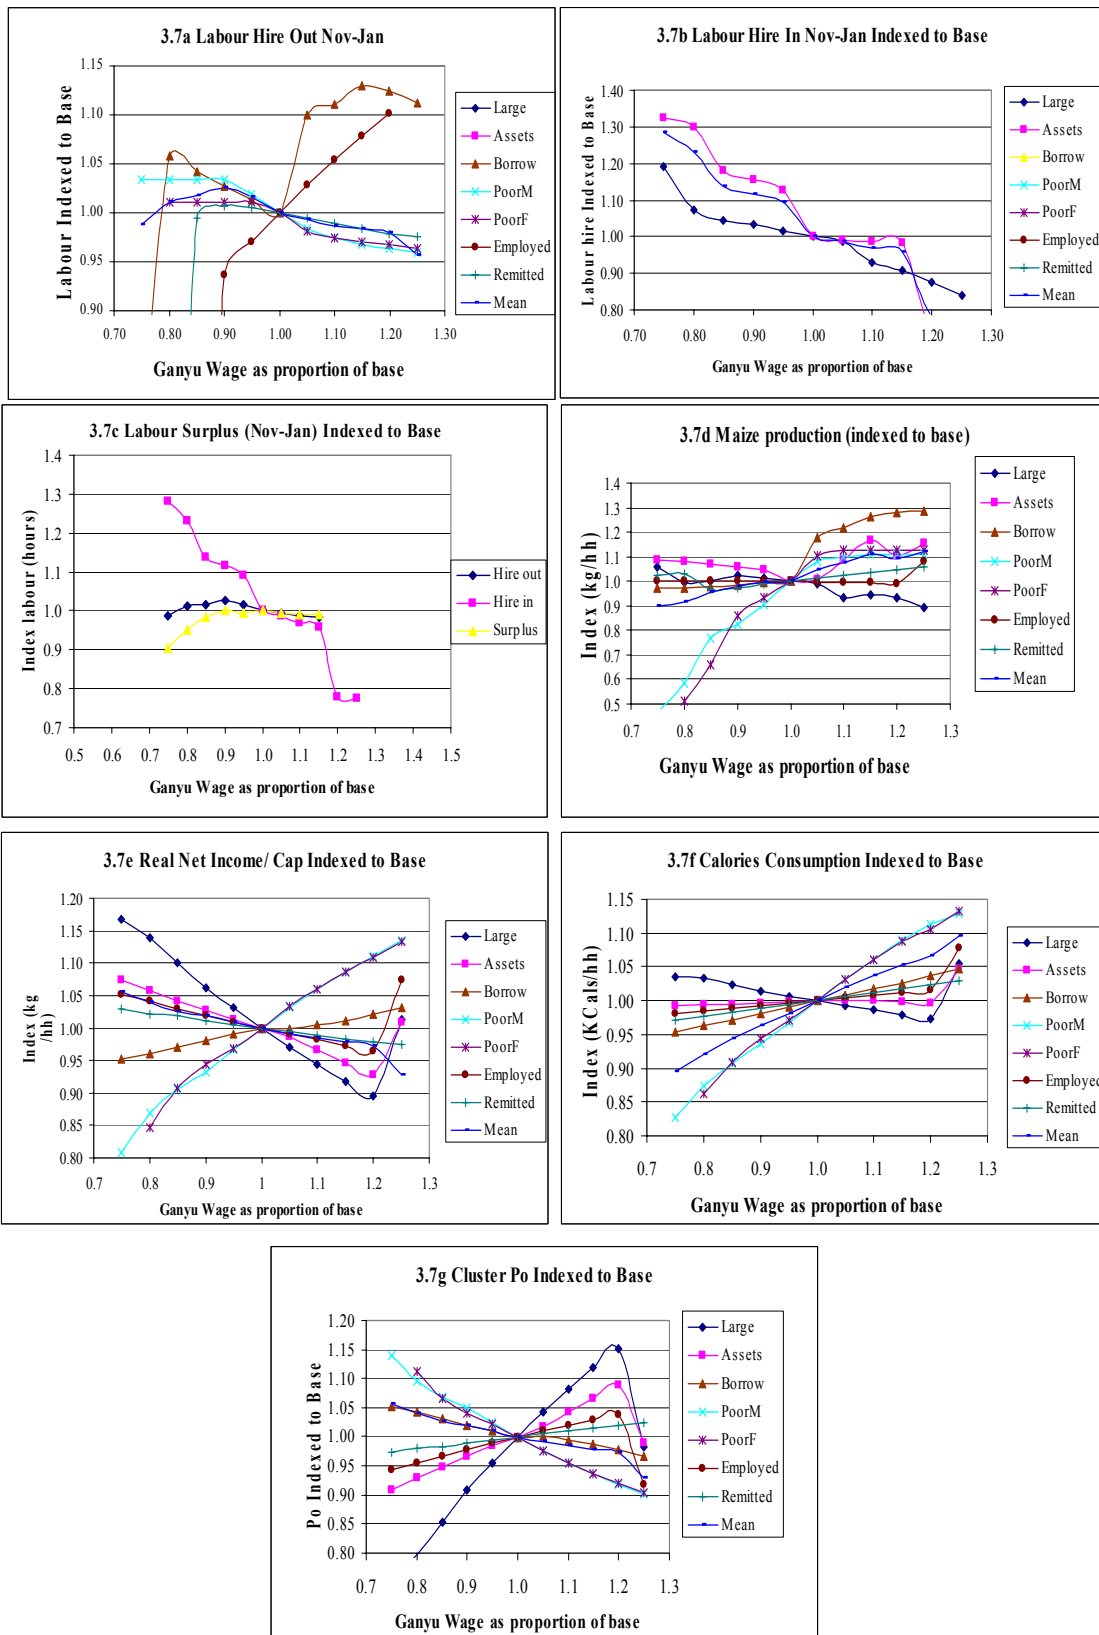 3.7a Labour Hire Out Nov-Jan
Labour Indexed to Base
1.15
1.10
1.05
1.00
0.95
0.90
0.70 0.80 0.90 1.00 1.10 1.20 1.30
Ganyu Wage as proportion of base
Large
Assets
Borrow
PoorM
PoorF
Employed
Remitted
Mean
3.7b Labour Hire In Nov-Jan Indexed to Base
Labour hire Indexed to Base
1.40
1.30
1.20
1.10
1.00
0.90
0.80
0.70 0.80 0.90 1.00 1.10 1.20 1.30
Ganyu Wage as proportion of base
Large
Assets
Borrow
PoorM
PoorF
Employed
Remitted
Mean
3.7c Labour Surplus (Nov-Jan) Indexed to Base
Index labour (hours)
1.4
1.3
1.2
1.1
1.0
0.9
0.8
0.7
0.5 0.6 0.7 0.8 0.9 1.0 1.1 1.2 1.3 1.4 1.5
Ganyu Wage as proportion of base
Hire out
Hire in
Surplus
3.7d Maize production (indexed to base)
Index (kg/hh)
1.4
1.3
1.2
1.1
1.0
0.9
0.8
0.7
0.6
0.5
0.7 0.8 0.9 1.0 1.1 1.2 1.3
Ganyu Wage as proportion of base
Large
Assets
Borrow
PoorM
PoorF
Employed
Remitted
Mean
3.7e Real Net Income/ Cap Indexed to Base
Index (kg
/hh)
1.20
1.15
1.10
1.05
1.00
0.95
0.90
0.85
0.80
0.7 0.8 0.9 1 1.1 1.2 1.3
Ganyu Wage as proportion of base
Large
Assets
Borrow
PoorM
PoorF
Employed
Remitted
Mean
3.7f Calories Consumption Indexed to Base
Index (KCals/hh)
1.15
1.10
1.05
1.00
0.95
0.90
0.85
0.80
0.7 0.8 0.9 1.0 1.1 1.2 1.3
Ganyu Wage as proportion of base
Large
Assets
Borrow
PoorM
PoorF
Employed
Remitted
Mean
3.7g Cluster Po Indexed to Base
Po Indexed to Base
1.20
1.15
1.10
1.05
1.00
0.95
0.90
0.85
0.80
0.7 0.8 0.9 1.0 1.1 1.2 1.3
Ganyu Wage as proportion of base
Large
Assets
Borrow
PoorM
PoorF
Employed
Remitted
Mean